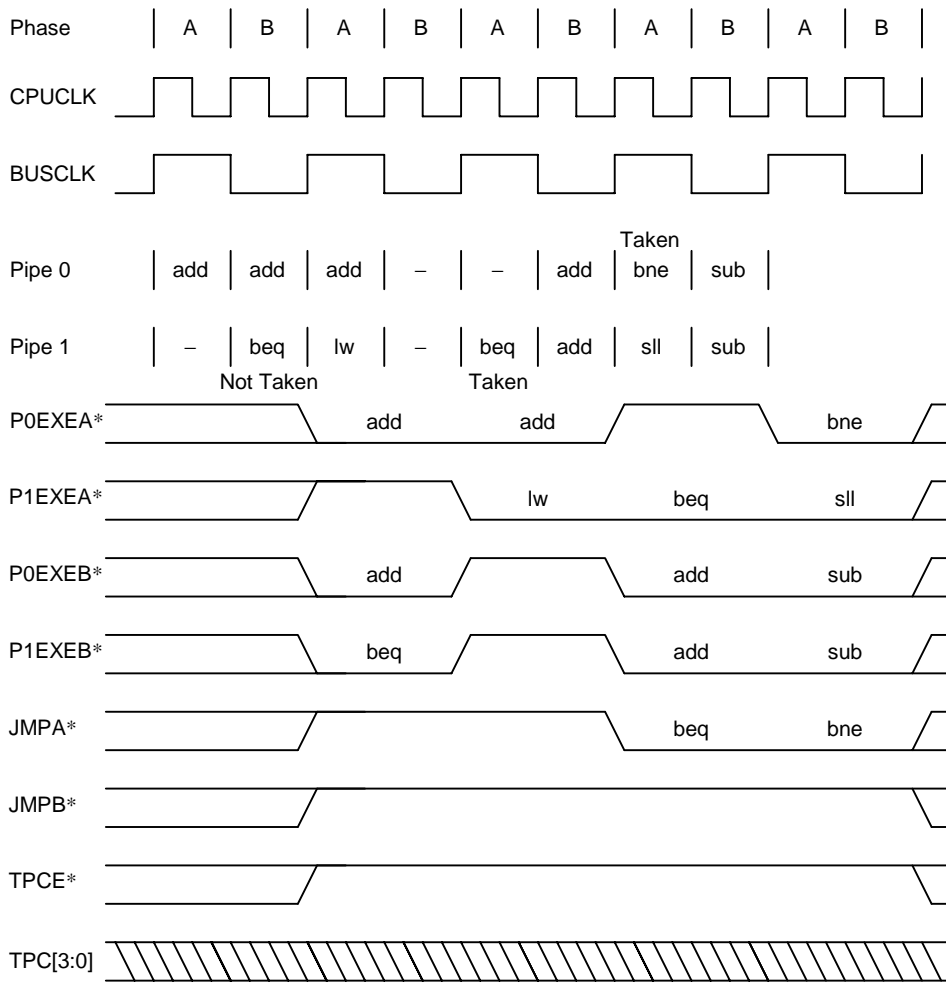 Phase A B A B A B A B A B
CPUCLK
BUSCLK
Taken
Pipe 0 add add add – – add bne sub
Pipe 1 – beq lw – beq add sll sub
Not Taken Taken
P0EXEA* add add bne
P1EXEA* lw beq sll
P0EXEB* add add sub
P1EXEB* beq add sub
JMPA* beq bne
JMPB*
TPCE*
TPC[3:0]